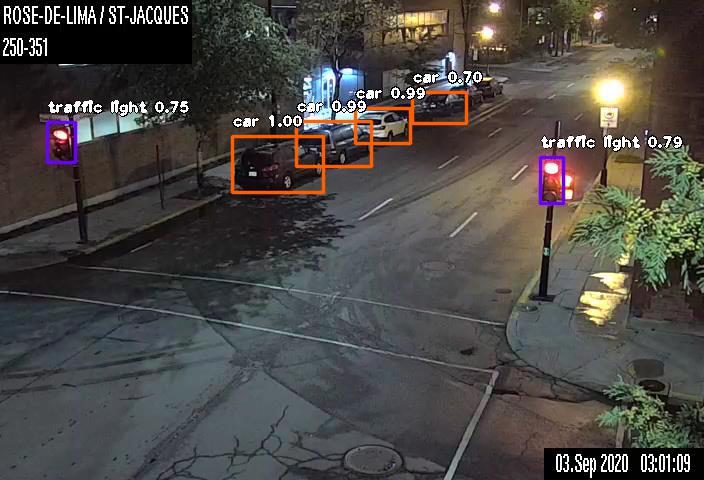 ROSE-DE-LIMA / ST-JACQUES
250-351
car 0.70
car 0.99
car 0.99
traffic light 0.75
car 1.00
traffic light 0.79
03.Sep 2020 03:01:09